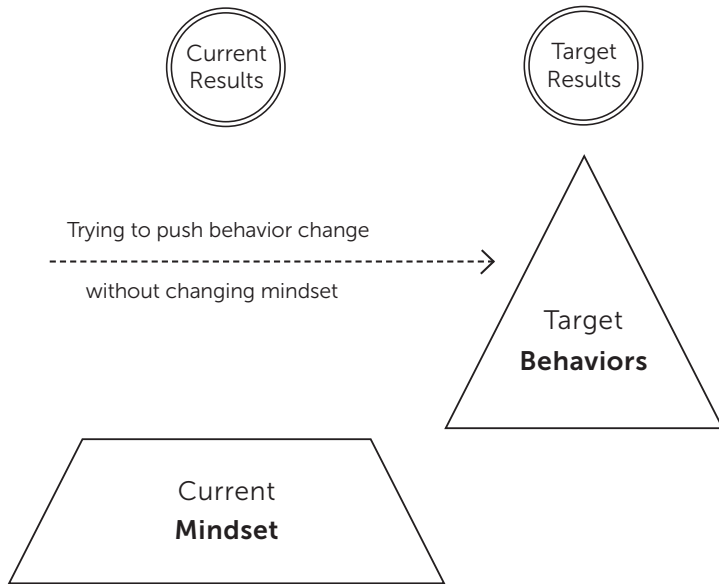 Current
Results
Target
Results
Trying to push behavior change
without changing mindset
Target
Behaviors
Current
Mindset